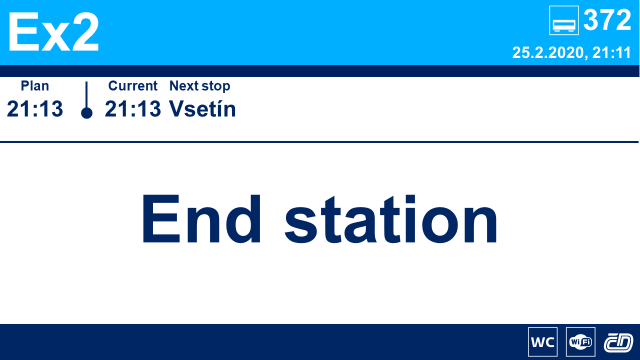 Ex2
372
25.2.2020, 21:11
Plan Current Next stop
21:13 21:13 Vsetín
End station
WC WiFi ČD